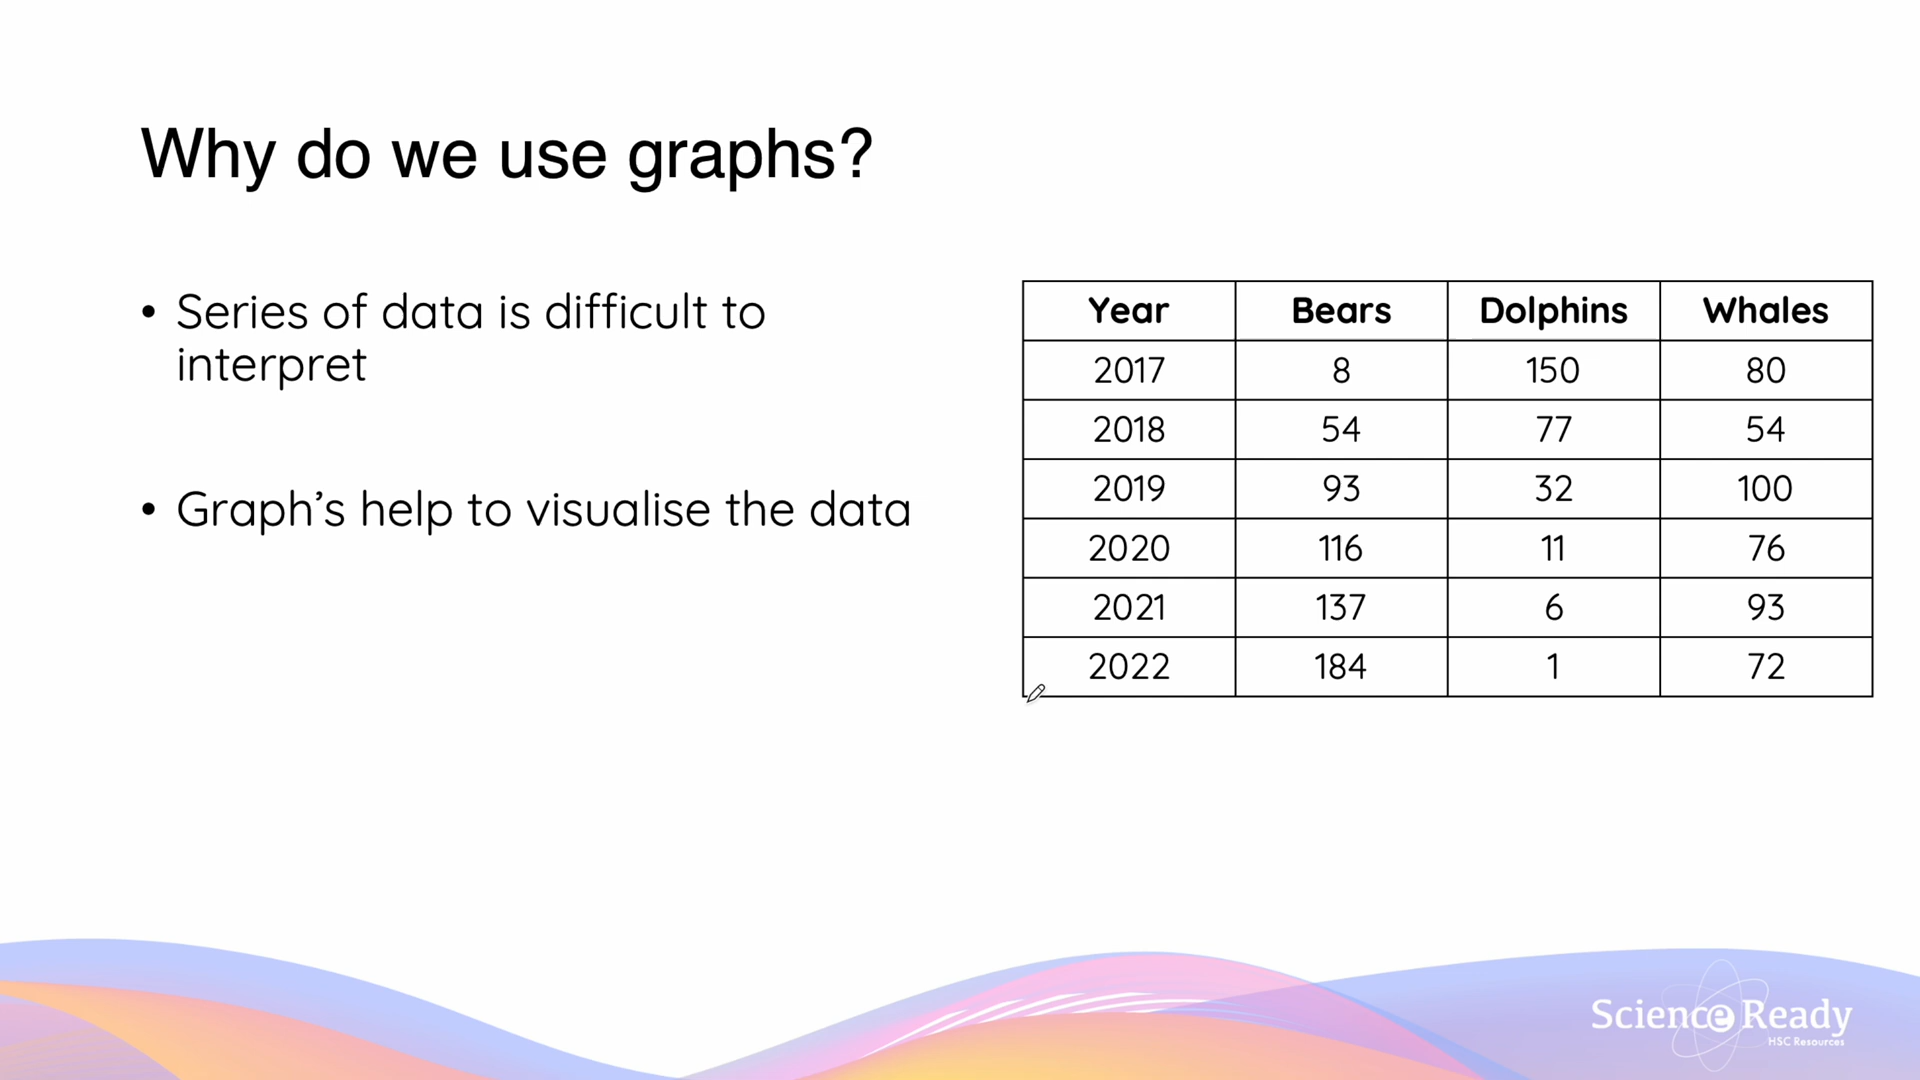 Why do we use graphs?
• Series of data is difficult to
interpret
• Graph’s help to visualise the data
Year Bears Dolphins Whales
2017 8 150 80
2018 54 77 54
2019 93 32 100
2020 116 11 76
2021 137 6 93
2022 184 1 72
Science Ready
HSC Resources